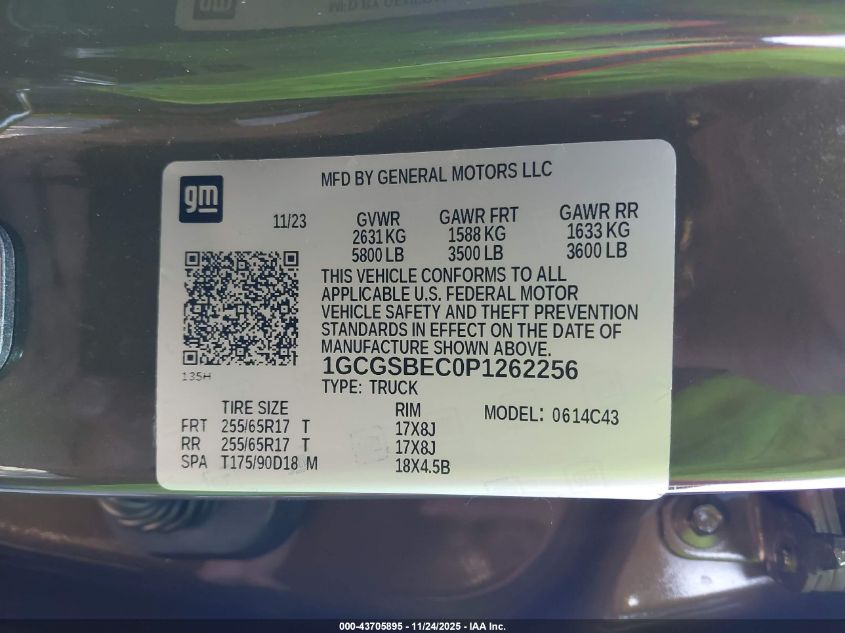 MFD BY GENERAL MOTORS LLC
gm
11/23
GVWR GAWR FRT GAWR RR
2631 KG 1588 KG 1633 KG
5800 LB 3500 LB 3600 LB
THIS VEHICLE CONFORMS TO ALL
APPLICABLE U.S. FEDERAL MOTOR
VEHICLE SAFETY AND THEFT PREVENTION
STANDARDS IN EFFECT ON THE DATE OF
MANUFACTURE SHOWN ABOVE.
1GCGSBEC0P1262256
135H
TYPE: TRUCK
TIRE SIZE RIM MODEL: 0614C43
FRT 255/65R17 T 17X8J
RR 255/65R17 T 17X8J
SPA T175/90D18 M 18X4.5B
000-43705895 - 11/24/2025 - IAA Inc.